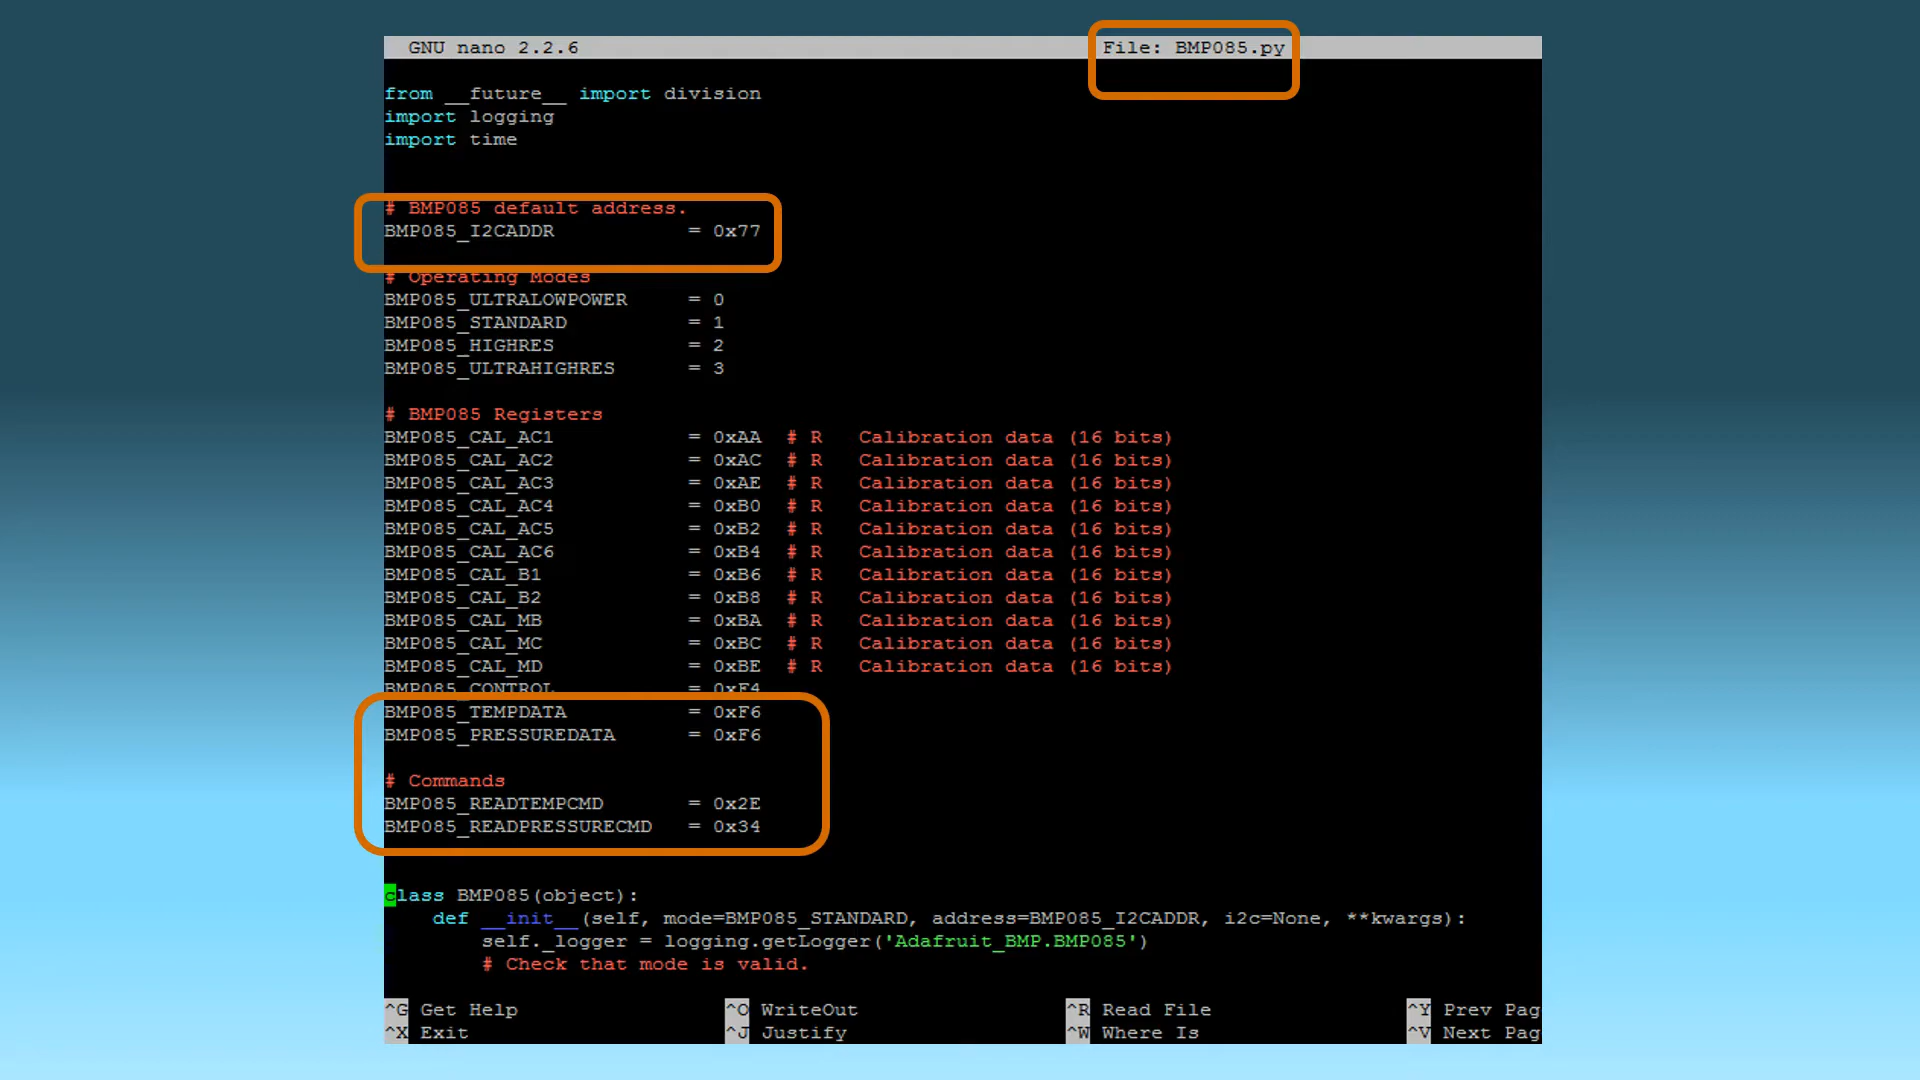 GNU nano 2.2.6 File: BMP085.py
from __future__ import division
import logging
import time
# BMP085 default address.
BMP085_I2CADDR = 0x77
# Operating Modes
BMP085_ULTRALOWPOWER = 0
BMP085_STANDARD = 1
BMP085_HIGHRES = 2
BMP085_ULTRAHIGHRES = 3
# BMP085 Registers
BMP085_CAL_AC1 = 0xAA # R Calibration data (16 bits)
BMP085_CAL_AC2 = 0xAC # R Calibration data (16 bits)
BMP085_CAL_AC3 = 0xAE # R Calibration data (16 bits)
BMP085_CAL_AC4 = 0xB0 # R Calibration data (16 bits)
BMP085_CAL_AC5 = 0xB2 # R Calibration data (16 bits)
BMP085_CAL_AC6 = 0xB4 # R Calibration data (16 bits)
BMP085_CAL_B1 = 0xB6 # R Calibration data (16 bits)
BMP085_CAL_B2 = 0xB8 # R Calibration data (16 bits)
BMP085_CAL_MB = 0xBA # R Calibration data (16 bits)
BMP085_CAL_MC = 0xBC # R Calibration data (16 bits)
BMP085_CAL_MD = 0xBE # R Calibration data (16 bits)
BMP085_CONTROL = 0xF4
BMP085_TEMPDATA = 0xF6
BMP085_PRESSUREDATA = 0xF6
# Commands
BMP085_READTEMPCMD = 0x2E
BMP085_READPRESSURECMD = 0x34
class BMP085(object):
def __init__(self, mode=BMP085_STANDARD, address=BMP085_I2CADDR, i2c=None, **kwargs):
self._logger = logging.getLogger('Adafruit_BMP.BMP085')
# Check that mode is valid.
^G Get Help ^O WriteOut ^R Read File ^Y Prev Pag
^X Exit ^J Justify ^W Where Is ^V Next Pag